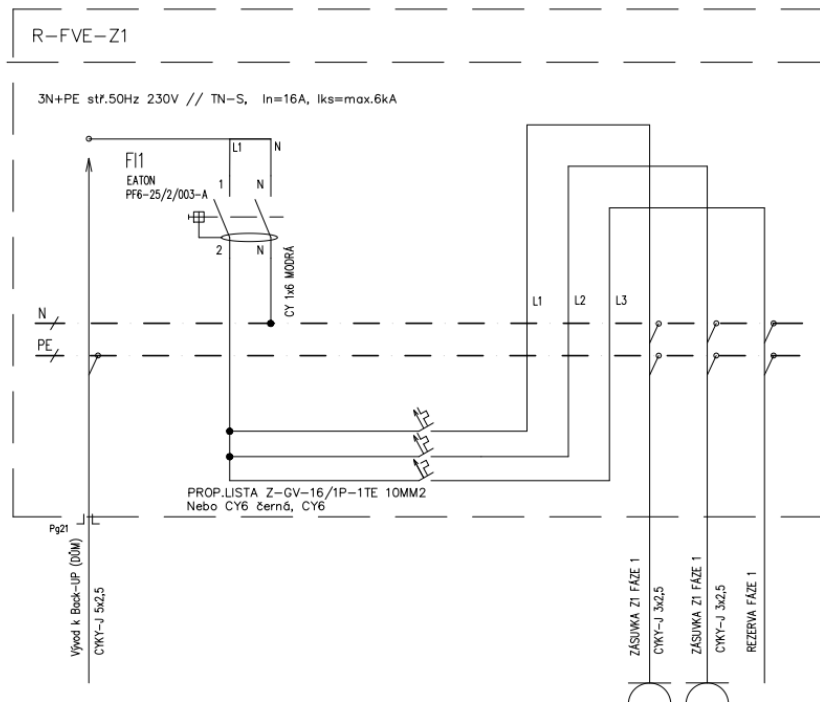 R-FVE-Z1
3N+PE stř.50Hz 230V // TN-S, In=16A, Iks=max.6kA
L1
N
FI1
EATON
PF6-25/2/003-A
1
N
2
N
CY 1x6 MODRÁ
L1
L2
L3
N
PE
PROP.LISTA Z-GV-16/1P-1TE 10MM2
Nebo CY6 černá, CY6
Pg21
Vývod k Back-UP (DŮM)
CYKY-J 5x2,5
ZÁSUVKA Z1 FÁZE 1
CYKY-J 3x2,5
ZÁSUVKA Z1 FÁZE 1
CYKY-J 3x2,5
REZERVA FÁZE 1